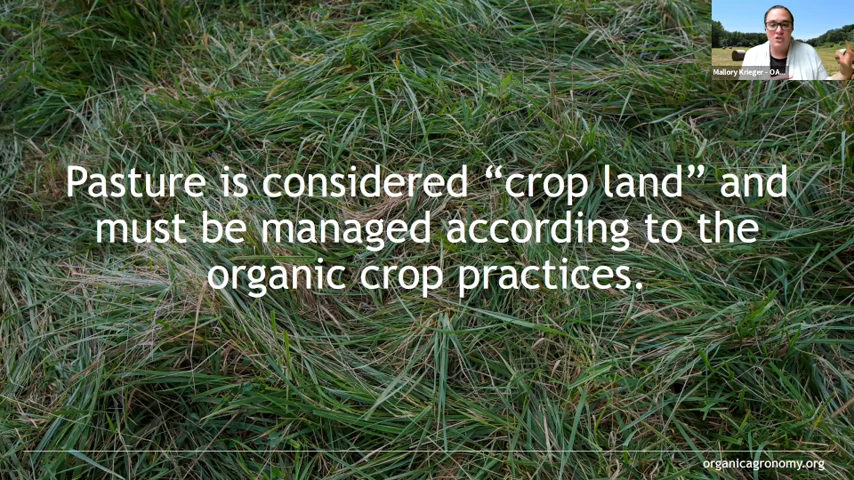 Mallory Krieger - OA...
Pasture is considered “crop land” and
must be managed according to the
organic crop practices.
organicagronomy.org